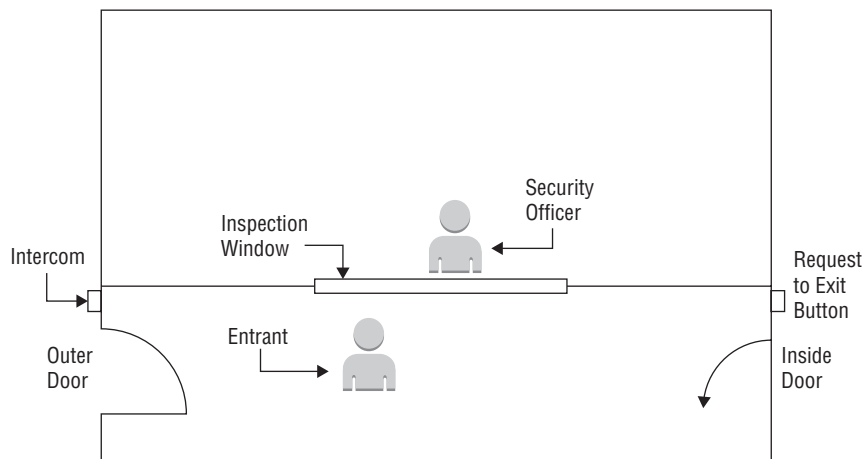 Security
Officer
Inspection
Window
Intercom
Request
to Exit
Button
Entrant
Outer
Door
Inside
Door